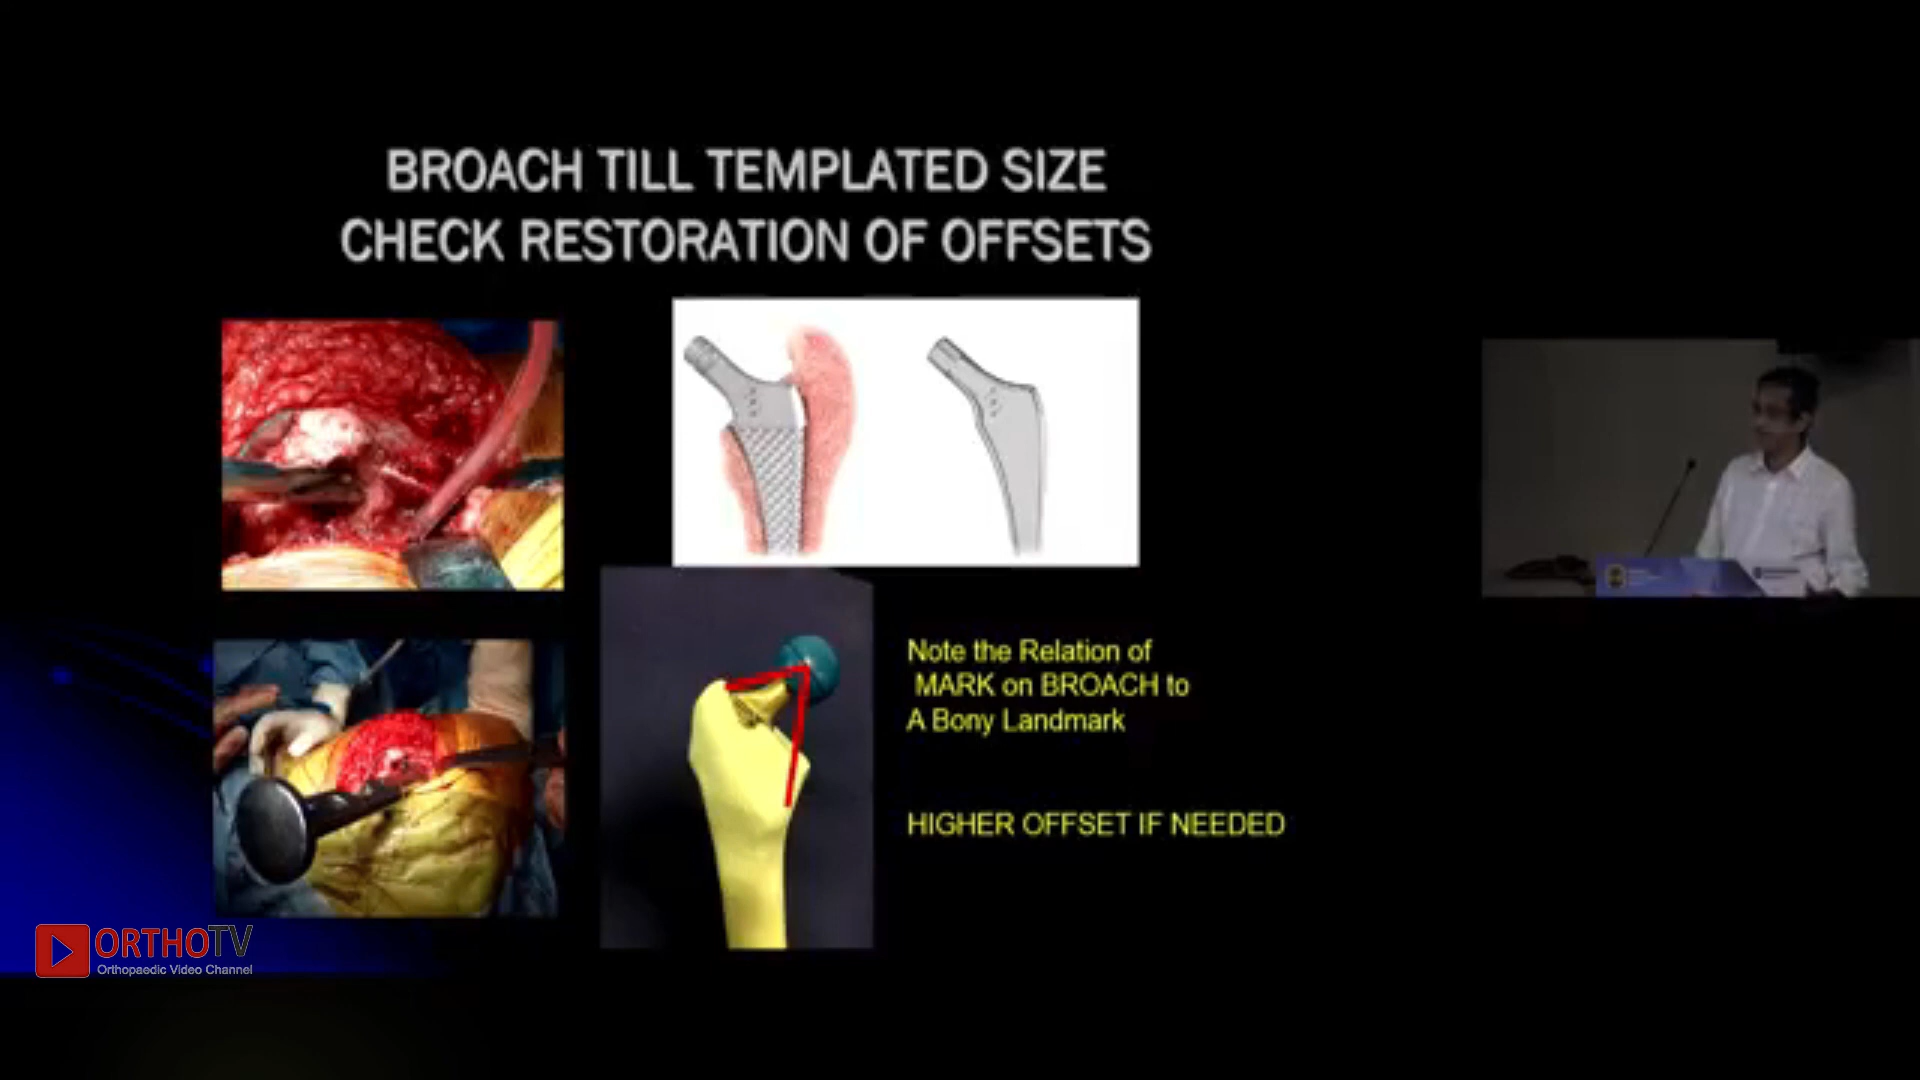 BROACH TILL TEMPLATED SIZE
CHECK RESTORATION OF OFFSETS
Note the Relation of
MARK on BROACH to
A Bony Landmark
HIGHER OFFSET IF NEEDED
ORTHOTV
Orthopaedic Video Channel